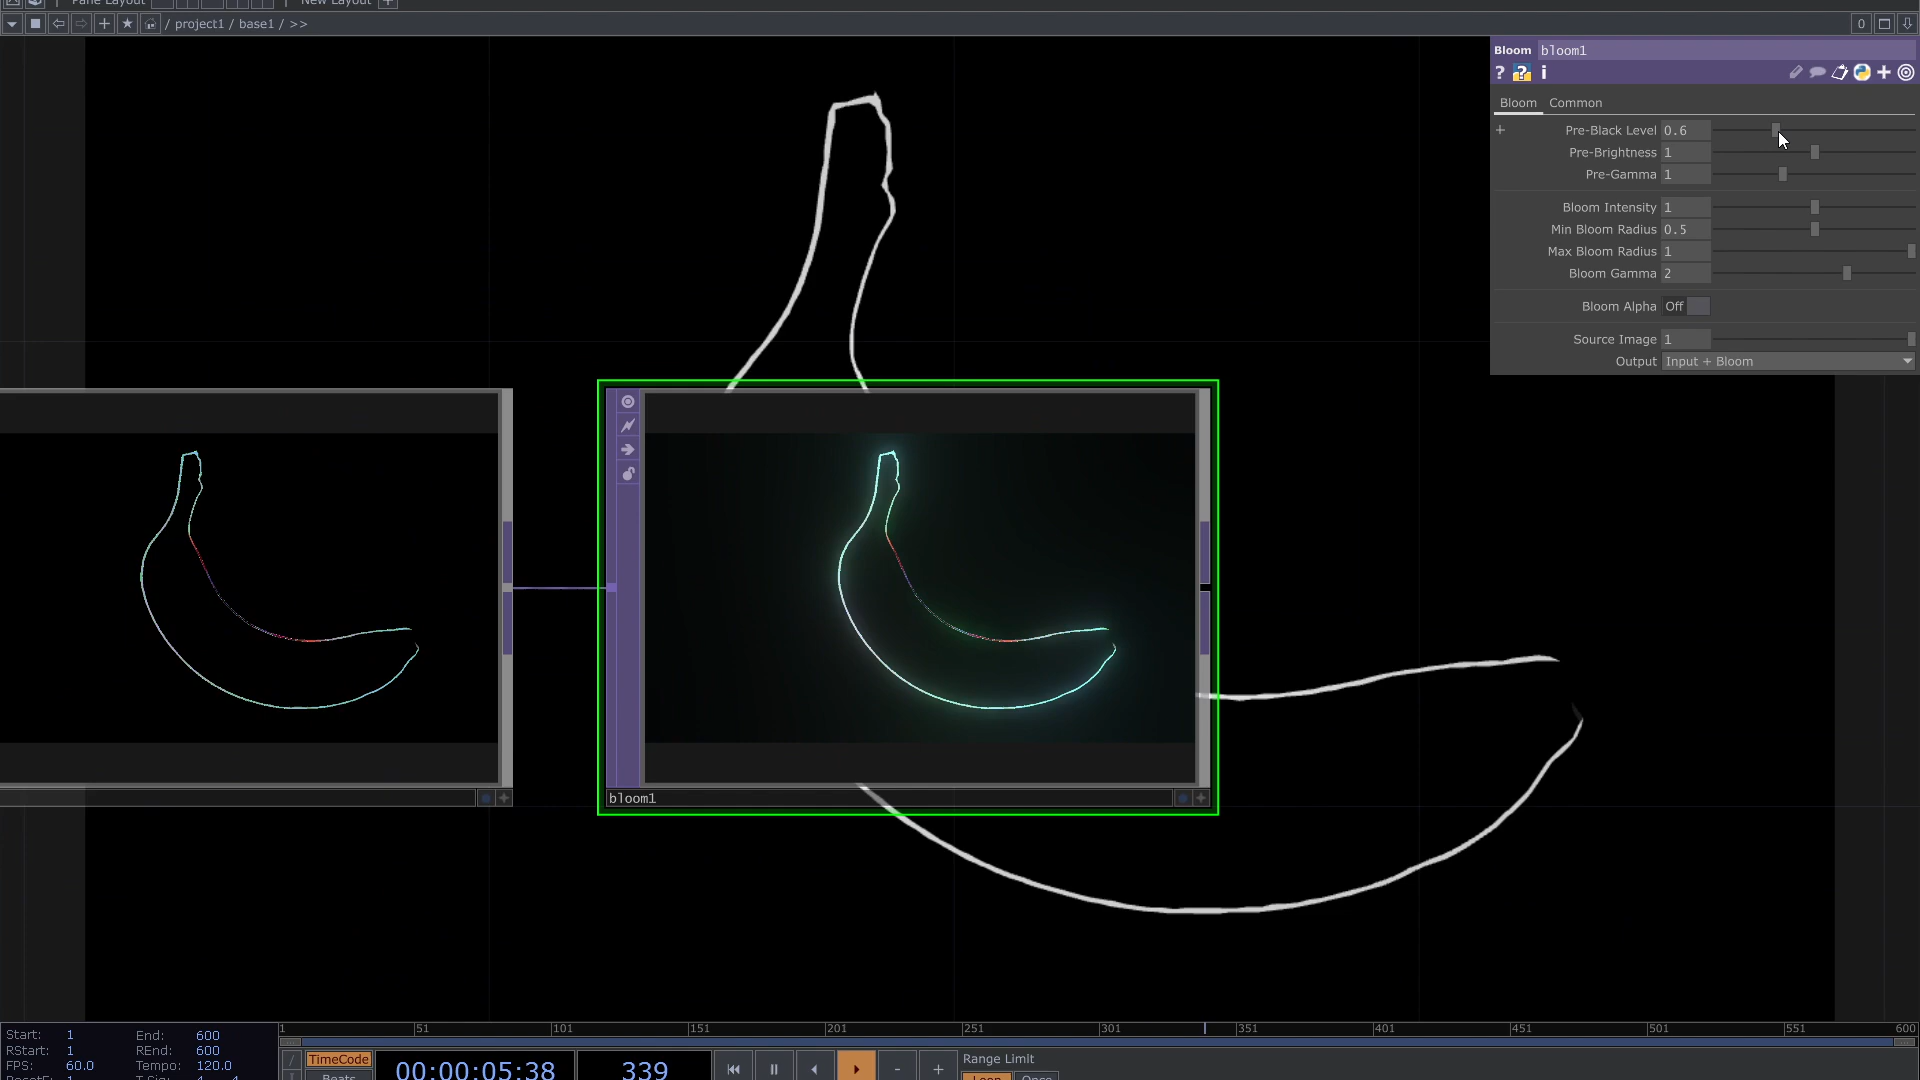 Pane Layout New Layout +
/ project1 / base1 / >> 0
Bloom bloom1
? ? i
Bloom Common
+ Pre-Black Level 0.6
Pre-Brightness 1
Pre-Gamma 1
Bloom Intensity 1
Min Bloom Radius 0.5
Max Bloom Radius 1
Bloom Gamma 2
Bloom Alpha Off
Source Image 1
Output Input + Bloom
bloom1
1 51 101 151 201 251 301 351 401 451 501 551 600
Start: 1 End: 600
RStart: 1 REnd: 600
FPS: 60.0 Tempo: 120.0
TimeCode
Beats
00:00:05:38 339
- +
Range Limit
Loop Once